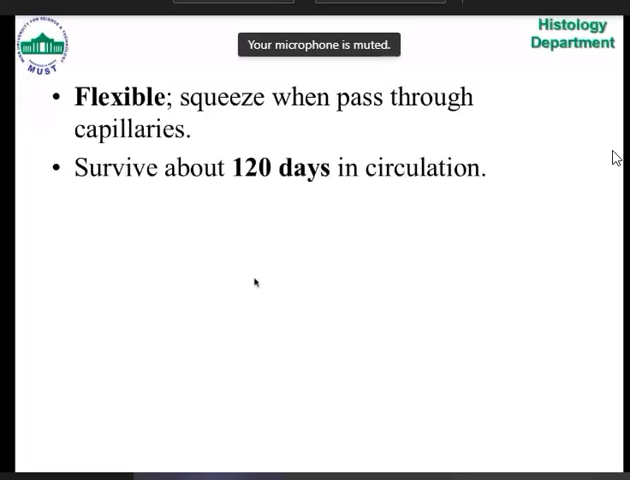 Histology
Department
Your microphone is muted.
MUST
• Flexible; squeeze when pass through
capillaries.
• Survive about 120 days in circulation.